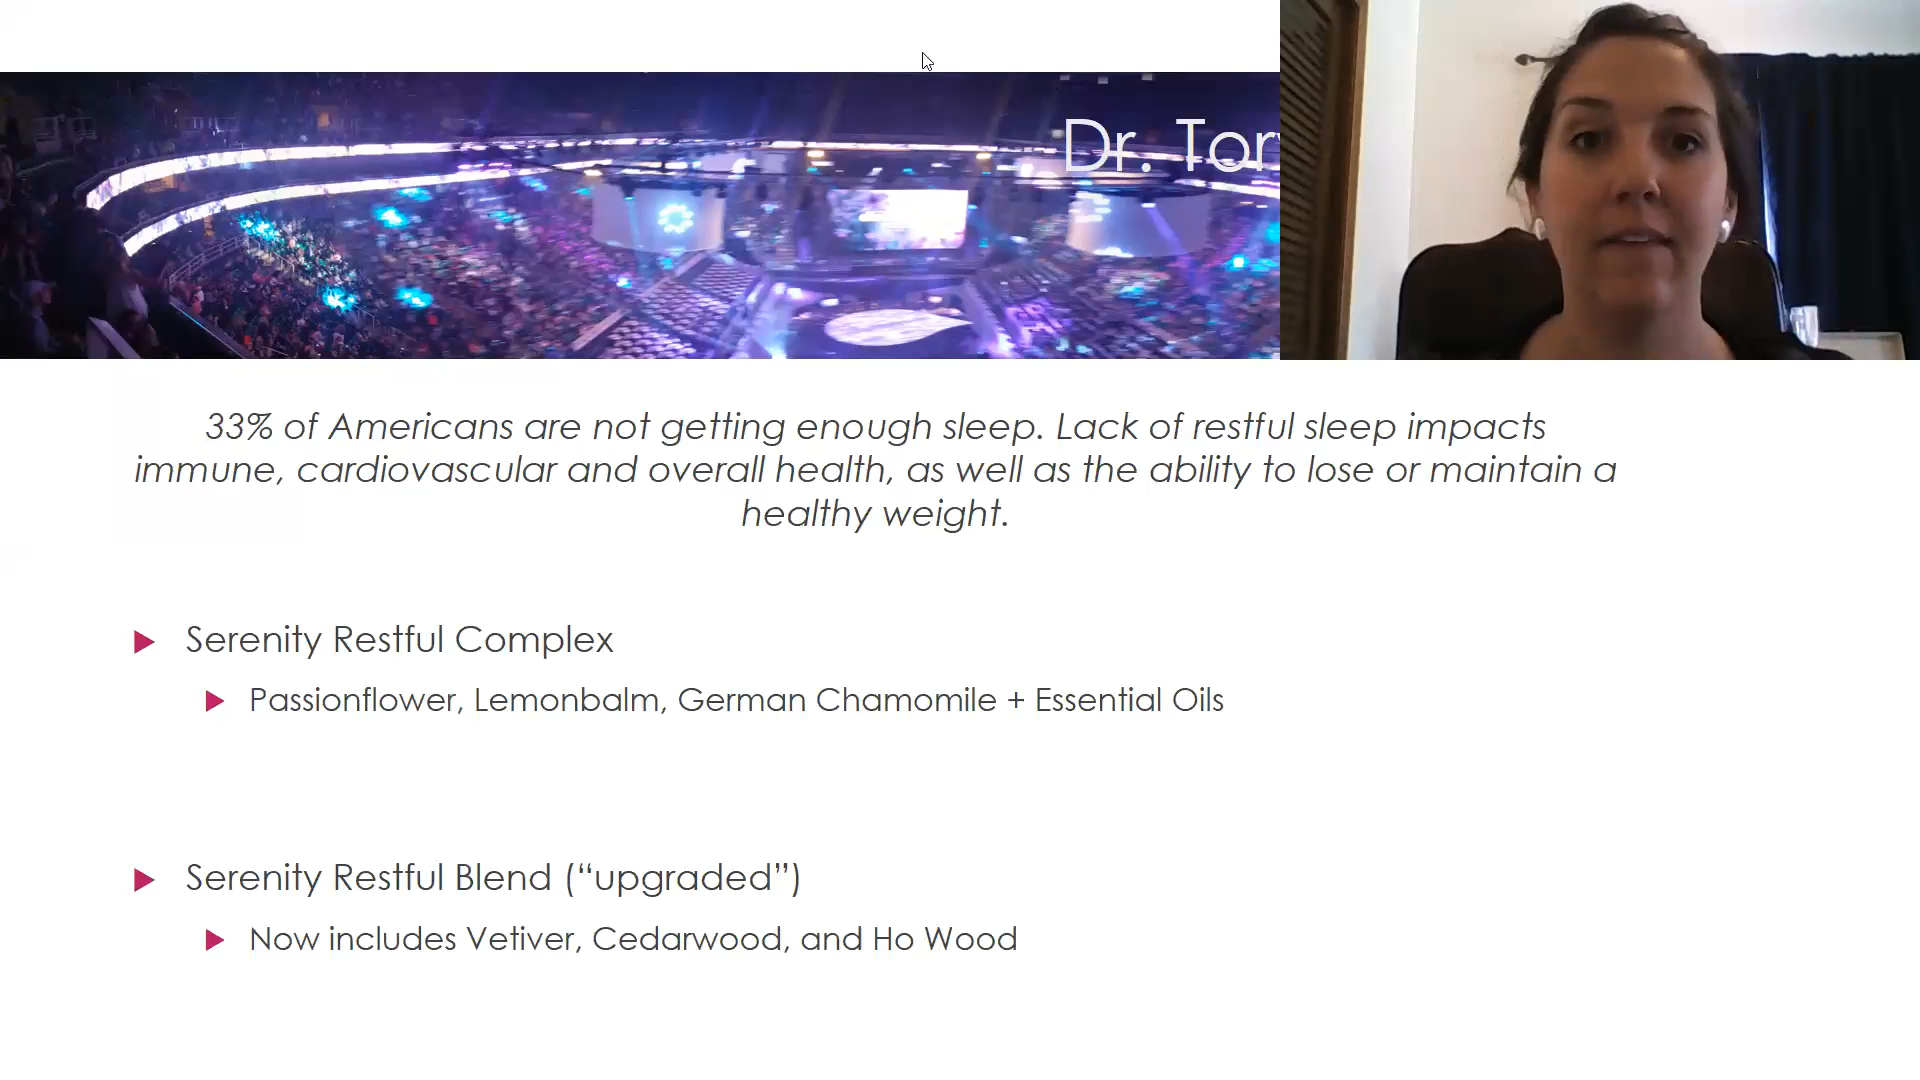 Dr. Tory
33% of Americans are not getting enough sleep. Lack of restful sleep impacts
immune, cardiovascular and overall health, as well as the ability to lose or maintain a
healthy weight.
Serenity Restful Complex
Passionflower, Lemonbalm, German Chamomile + Essential Oils
Serenity Restful Blend (“upgraded”)
Now includes Vetiver, Cedarwood, and Ho Wood